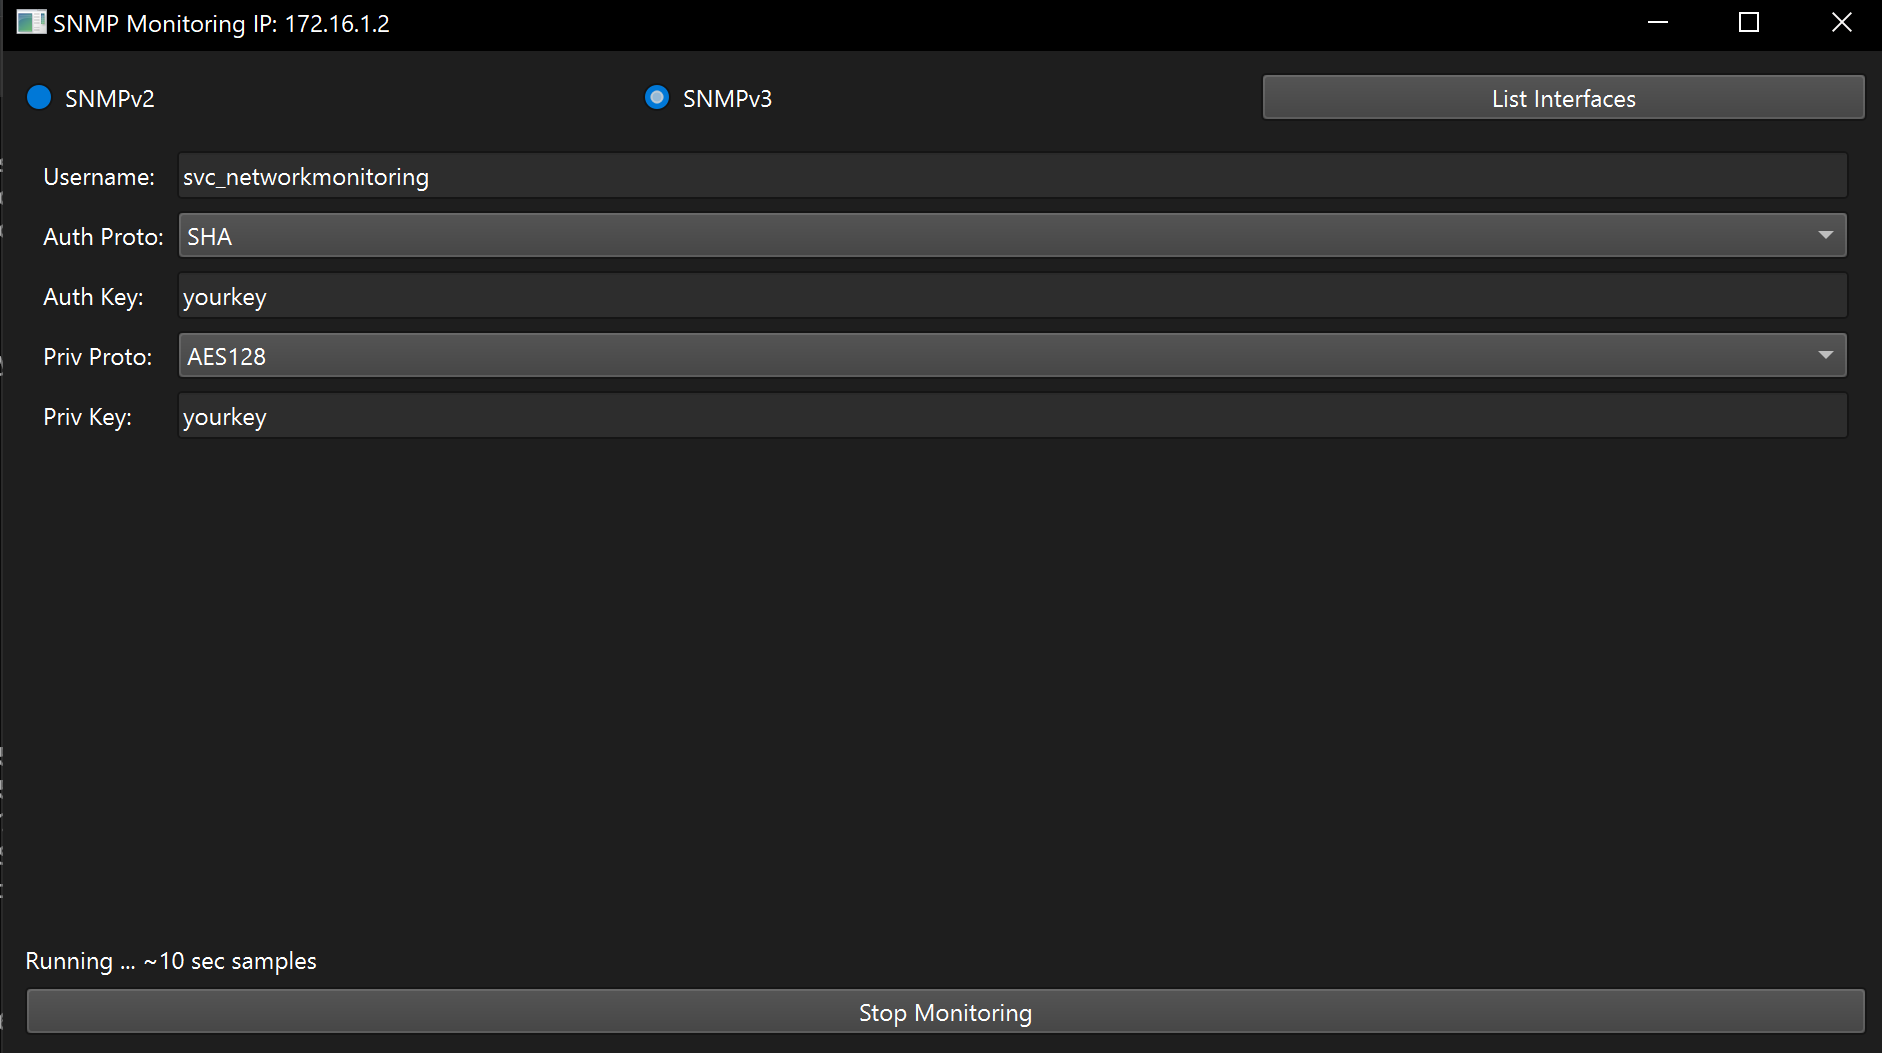 SNMP Monitoring IP: 172.16.1.2
SNMPv2 SNMPv3 List Interfaces
Username: svc_networkmonitoring
Auth Proto: SHA
Auth Key: yourkey
Priv Proto: AES128
Priv Key: yourkey
Running ... ~10 sec samples
Stop Monitoring